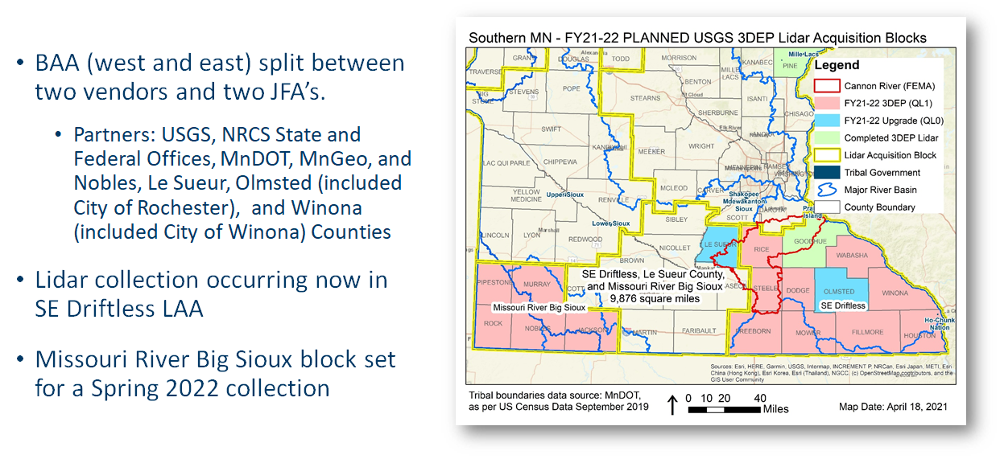 • BAA (west and east) split between
two vendors and two JFA’s.
• Partners: USGS, NRCS State and
Federal Offices, MnDOT, MnGeo, and
Nobles, Le Sueur, Olmsted (included
City of Rochester),  and Winona
(included City of Winona) Counties
• Lidar collection occurring now in
SE Driftless LAA
• Missouri River Big Sioux block set
for a Spring 2022 collection
Southern MN - FY21-22 PLANNED USGS 3DEP Lidar Acquisition Blocks
Legend
Cannon River (FEMA)
FY21-22 3DEP (QL1)
FY21-22 Upgrade (QL0)
Completed 3DEP Lidar
Lidar Acquisition Block
Tribal Government
Major River Basin
County Boundary
Mille Lacs
GRANT
DOUGLAS
TODD
MORRISON
KANABEC
PINE
TRAVERSE
MILLE
LACS
BIG
STONE
STEVENS
POPE
STEARNS
BENTON
St Cloud
ISANTI
SHERBURNE
CHISAGO
Elk River
SWIFT
KANDIYOHI
MEEKER
WRIGHT
ANOKA
LAC QUI PARLE
CHIPPEWA
HENNEPIN
RAMSEY
MCLEOD
CARVER
YELLOW
MEDICINE
Upper Sioux
RENVILLE
Shakopee
Mdewakanton
Sioux
DAKOTA
SCOTT
Prairie
Island
SIBLEY
Lower Sioux
LINCOLN
LYON
Marshall
REDWOOD
NICOLLET
LE SUEUR
RICE
GOODHUE
WABASHA
BROWN
SE Driftless, Le Sueur County,
and Missouri River Big Sioux
9,876 square miles
PIPESTONE
MURRAY
STEELE
DODGE
OLMSTED
WINONA
SE Driftless
Missouri River Big Sioux
ROCK
NOBLES
JACKSON
MARTIN
FARIBAULT
FREEBORN
MOWER
FILLMORE
HOUSTON
Ho-Chunk
Nation
Sources: Esri, HERE, Garmin, USGS, Intermap, INCREMENT P, NRCan, Esri Japan, METI, Esri
China (Hong Kong), Esri Korea, Esri (Thailand), NGCC, (c) OpenStreetMap contributors, and the
GIS User Community
Tribal boundaries data source: MnDOT,
as per US Census Data September 2019
0 10 20 40
Miles
Map Date: April 18, 2021